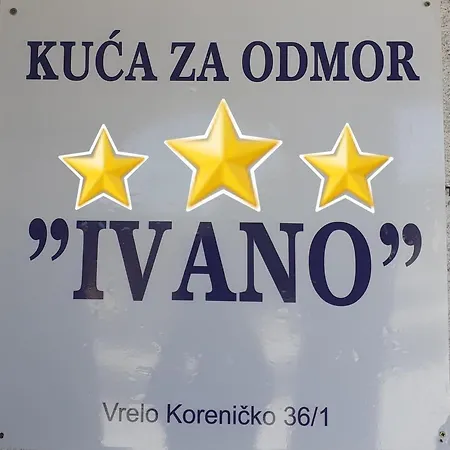 KUĆA ZA ODMOR
”IVANO”
Vrelo Koreničko 36/1